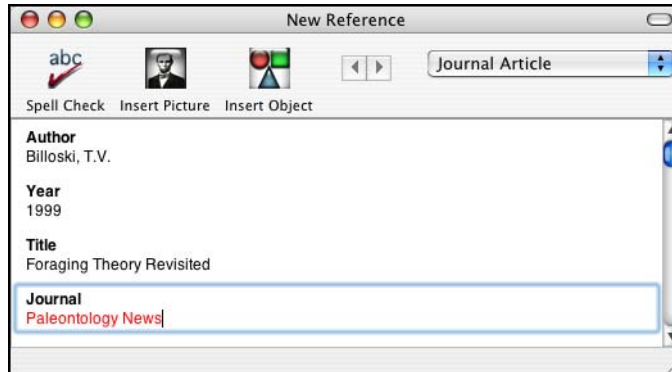 New Reference
abc
Journal Article
Spell Check Insert Picture Insert Object
Author
Billoski, T.V.
Year
1999
Title
Foraging Theory Revisited
Journal
Paleontology News